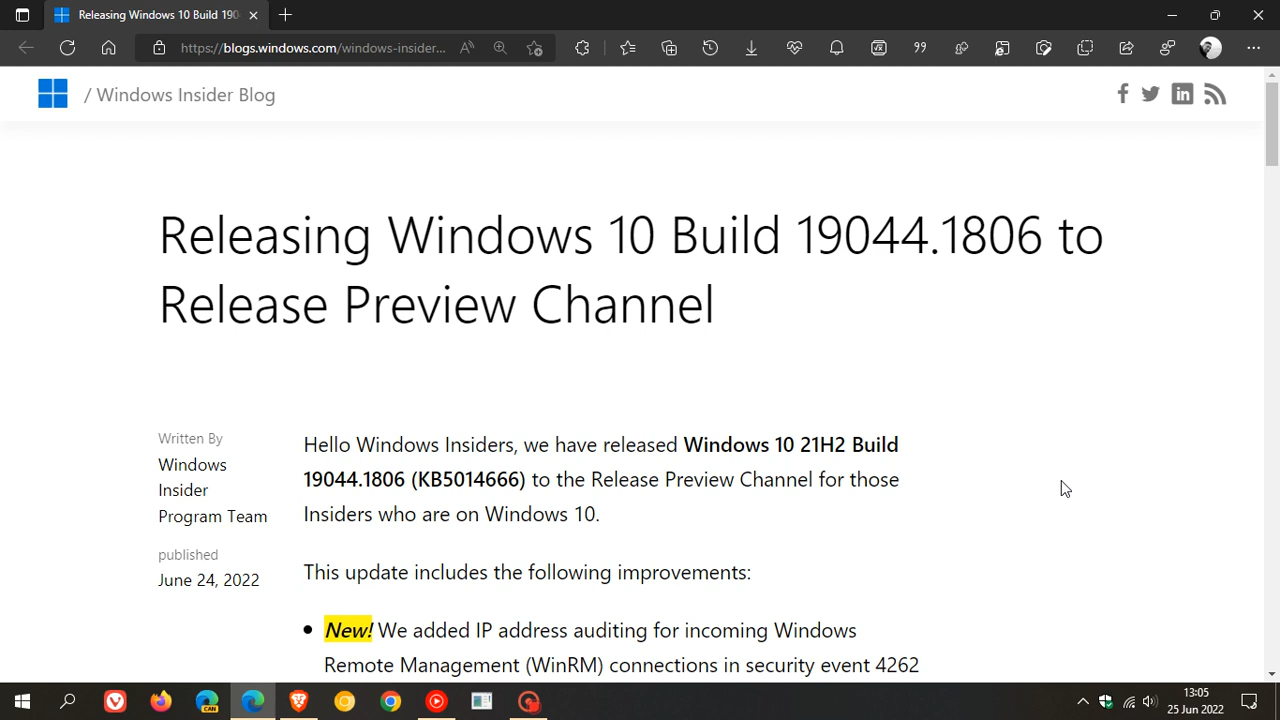 Releasing Windows 10 Build 1904
https://blogs.windows.com/windows-insider...
/ Windows Insider Blog
Releasing Windows 10 Build 19044.1806 to
Release Preview Channel
Written By
Windows
Insider
Program Team
published
June 24, 2022
Hello Windows Insiders, we have released Windows 10 21H2 Build
19044.1806 (KB5014666) to the Release Preview Channel for those
Insiders who are on Windows 10.
This update includes the following improvements:
• New! We added IP address auditing for incoming Windows
Remote Management (WinRM) connections in security event 4262
CAN
13:05
25 Jun 2022